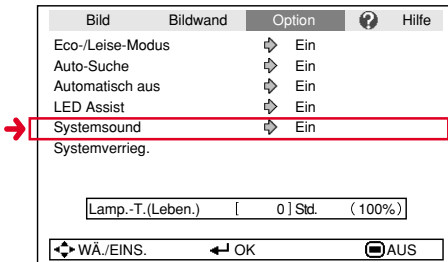 Bild Bildwand Option ? Hilfe
Eco-/Leise-Modus Ein
Auto-Suche Ein
Automatisch aus Ein
LED Assist Ein
Systemsound Ein
Systemverrieg.
Lamp.-T.(Leben.) [ 0] Std. (100%)
WÄ./EINS. OK AUS